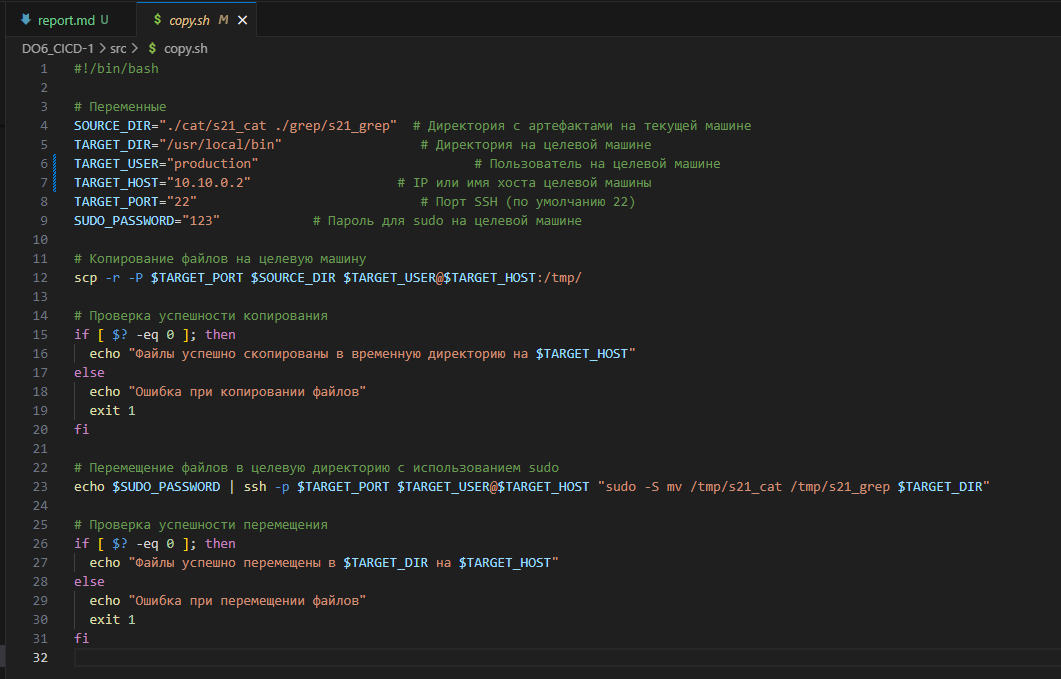 report.md U
$ copy.sh M
DO6_CICD-1 > src > $ copy.sh
1 #!/bin/bash
2
3 # Переменные
4 SOURCE_DIR="./cat/s21_cat ./grep/s21_grep"  # Директория с артефактами на текущей машине
5 TARGET_DIR="/usr/local/bin"                  # Директория на целевой машине
6 TARGET_USER="production"                            # Пользователь на целевой машине
7 TARGET_HOST="10.10.0.2"                   # IP или имя хоста целевой машины
8 TARGET_PORT="22"                             # Порт SSH (по умолчанию 22)
9 SUDO_PASSWORD="123"            # Пароль для sudo на целевой машине
10
11 # Копирование файлов на целевую машину
12 scp -r -P $TARGET_PORT $SOURCE_DIR $TARGET_USER@$TARGET_HOST:/tmp/
13
14 # Проверка успешности копирования
15 if [ $? -eq 0 ]; then
16   echo "Файлы успешно скопированы в временную директорию на $TARGET_HOST"
17 else
18   echo "Ошибка при копировании файлов"
19   exit 1
20 fi
21
22 # Перемещение файлов в целевую директорию с использованием sudo
23 echo $SUDO_PASSWORD | ssh -p $TARGET_PORT $TARGET_USER@$TARGET_HOST "sudo -S mv /tmp/s21_cat /tmp/s21_grep $TARGET_DIR"
24
25 # Проверка успешности перемещения
26 if [ $? -eq 0 ]; then
27   echo "Файлы успешно перемещены в $TARGET_DIR на $TARGET_HOST"
28 else
29   echo "Ошибка при перемещении файлов"
30   exit 1
31 fi
32